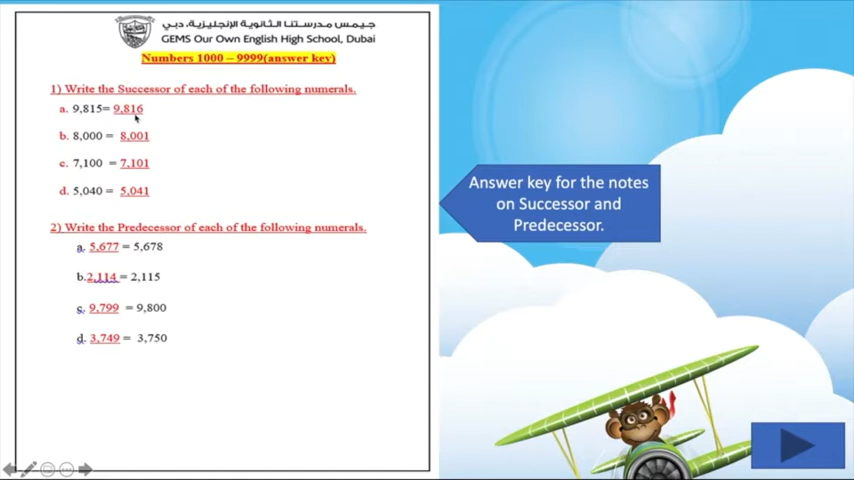 جيمس مدرستنا الثانوية الإنجليزية، دبي
GEMS Our Own English High School, Dubai
Numbers 1000 – 9999(answer key)
1) Write the Successor of each of the following numerals.
a. 9,815= 9,816
b. 8,000 = 8,001
c. 7,100 = 7,101
d. 5,040 = 5,041
2) Write the Predecessor of each of the following numerals.
a. 5,677 = 5,678
b.2,114 = 2,115
c. 9,799 = 9,800
d. 3,749 = 3,750
Answer key for the notes
on Successor and
Predecessor.